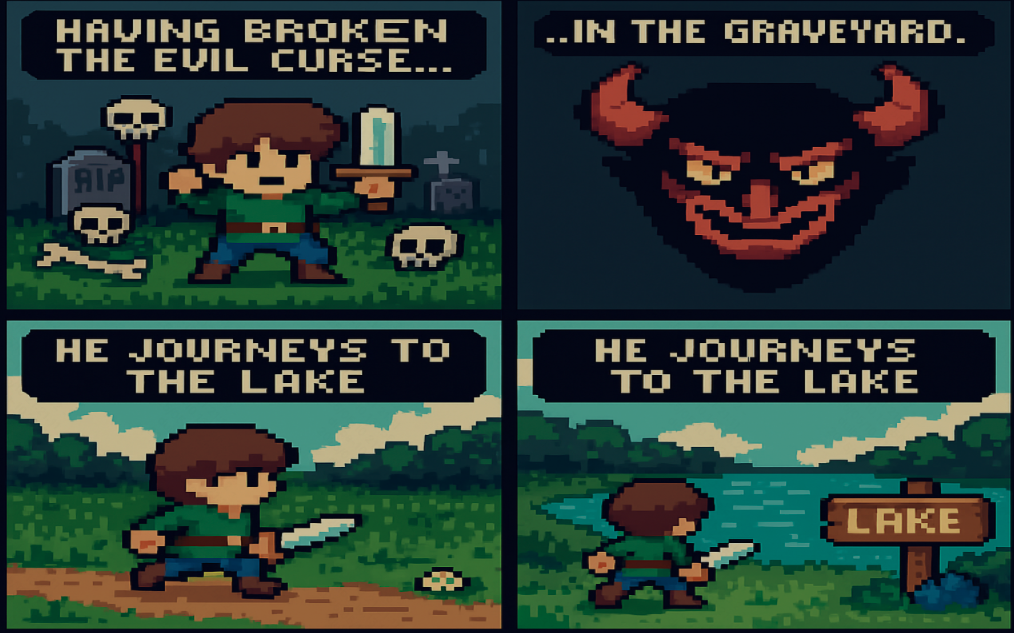 HAVING BROKEN
THE EVIL CURSE...
RIP
..IN THE GRAVEYARD.
HE JOURNEYS TO
THE LAKE
HE JOURNEYS
TO THE LAKE
LAKE